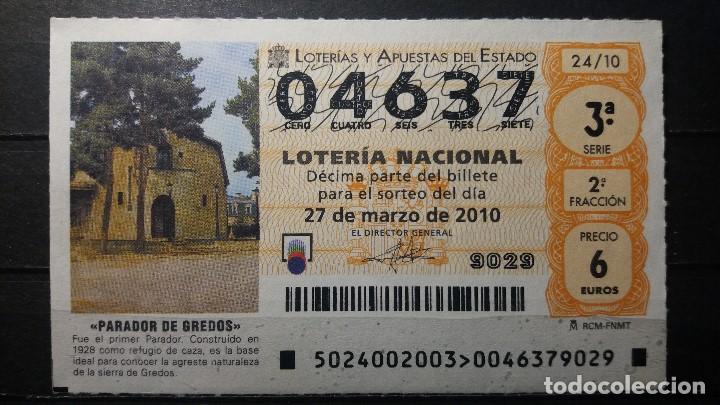 LOTERÍAS Y APUESTAS DEL ESTADO
04637
CERO CUATRO SEIS TRES SIETE
LOTERÍA NACIONAL
Décima parte del billete
para el sorteo del día
27 de marzo de 2010
EL DIRECTOR GENERAL
9029
24/10
3ª
SERIE
2ª
FRACCIÓN
PRECIO
6
EUROS
RCM-FNMT
«PARADOR DE GREDOS»
Fue el primer Parador. Construido en
1928 como refugio de caza, es la base
ideal para conocer la agreste naturaleza
de la sierra de Gredos.
5024002003>0046379029
todocoleccion